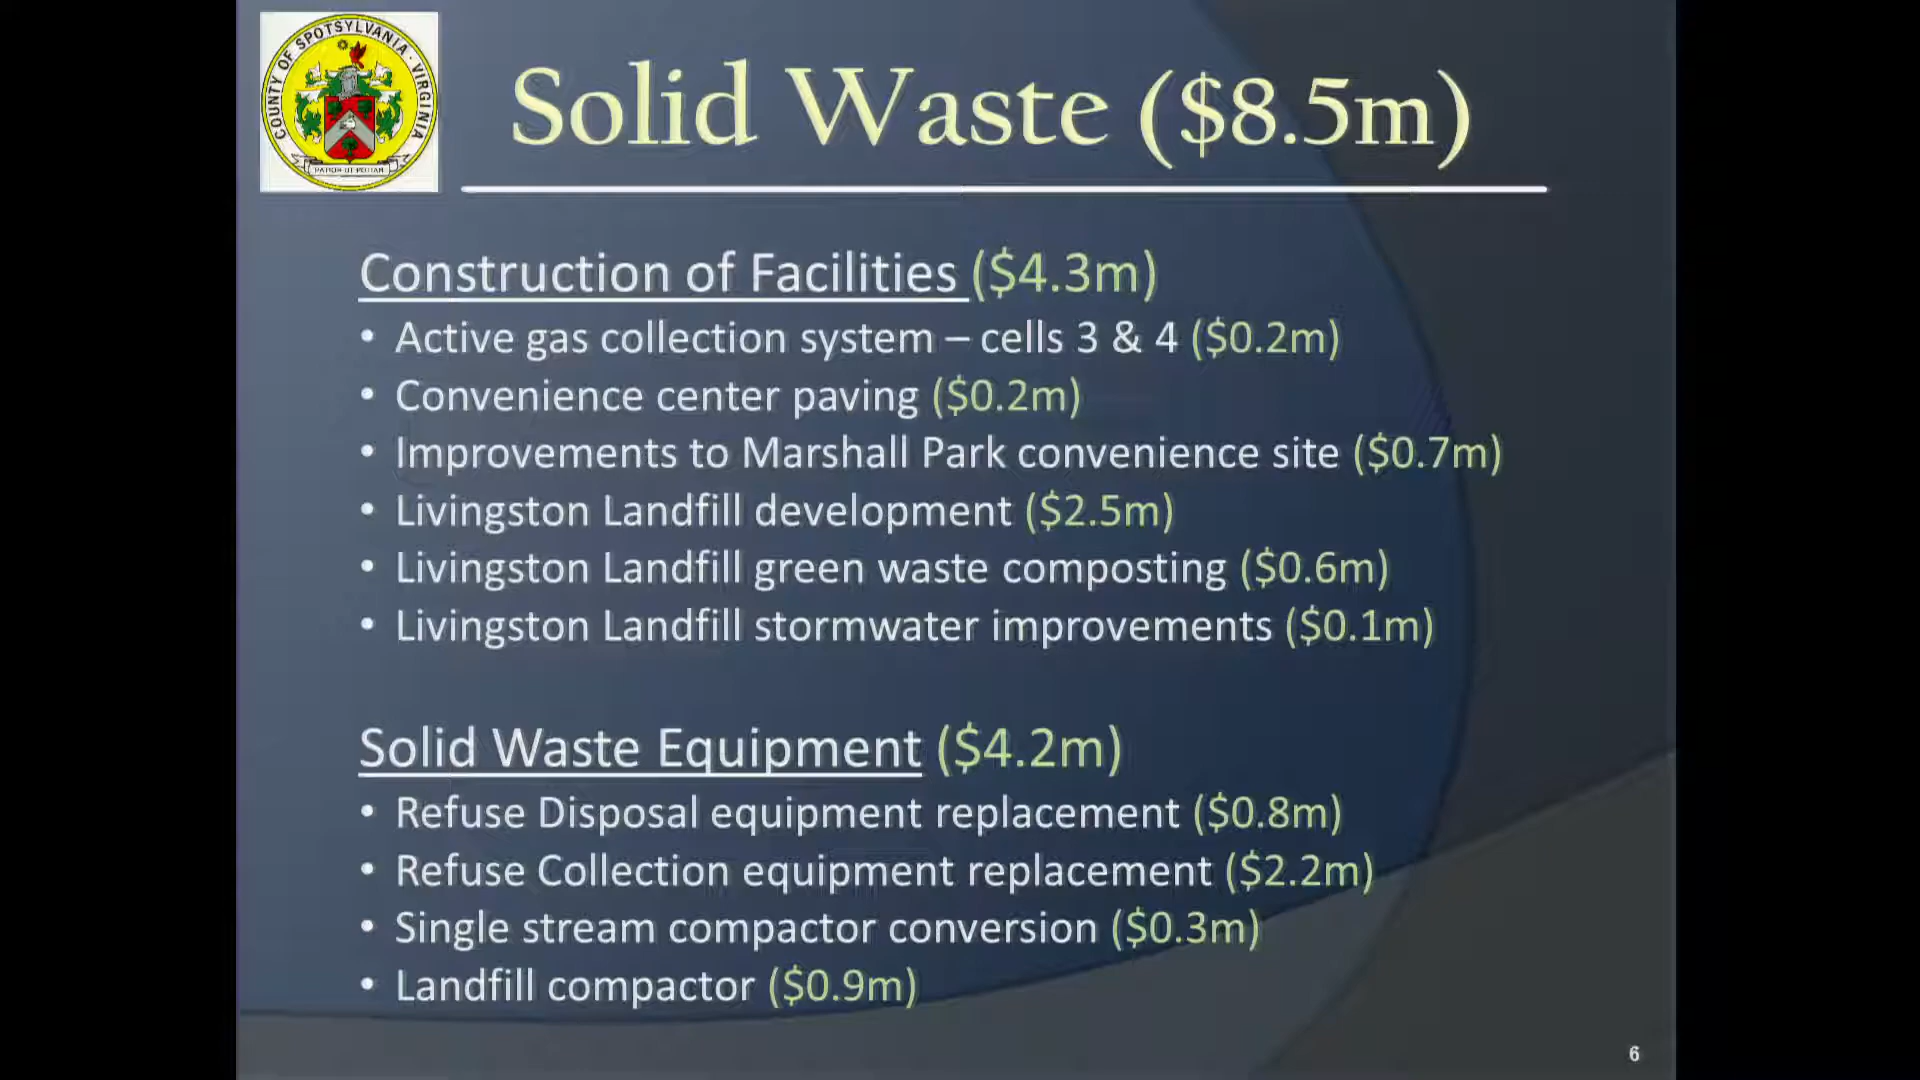 COUNTY OF SPOTSYLVANIA · VIRGINIA
Solid Waste ($8.5m)
Construction of Facilities ($4.3m)
• Active gas collection system – cells 3 & 4 ($0.2m)
• Convenience center paving ($0.2m)
• Improvements to Marshall Park convenience site ($0.7m)
• Livingston Landfill development ($2.5m)
• Livingston Landfill green waste composting ($0.6m)
• Livingston Landfill stormwater improvements ($0.1m)
Solid Waste Equipment ($4.2m)
• Refuse Disposal equipment replacement ($0.8m)
• Refuse Collection equipment replacement ($2.2m)
• Single stream compactor conversion ($0.3m)
• Landfill compactor ($0.9m)
6